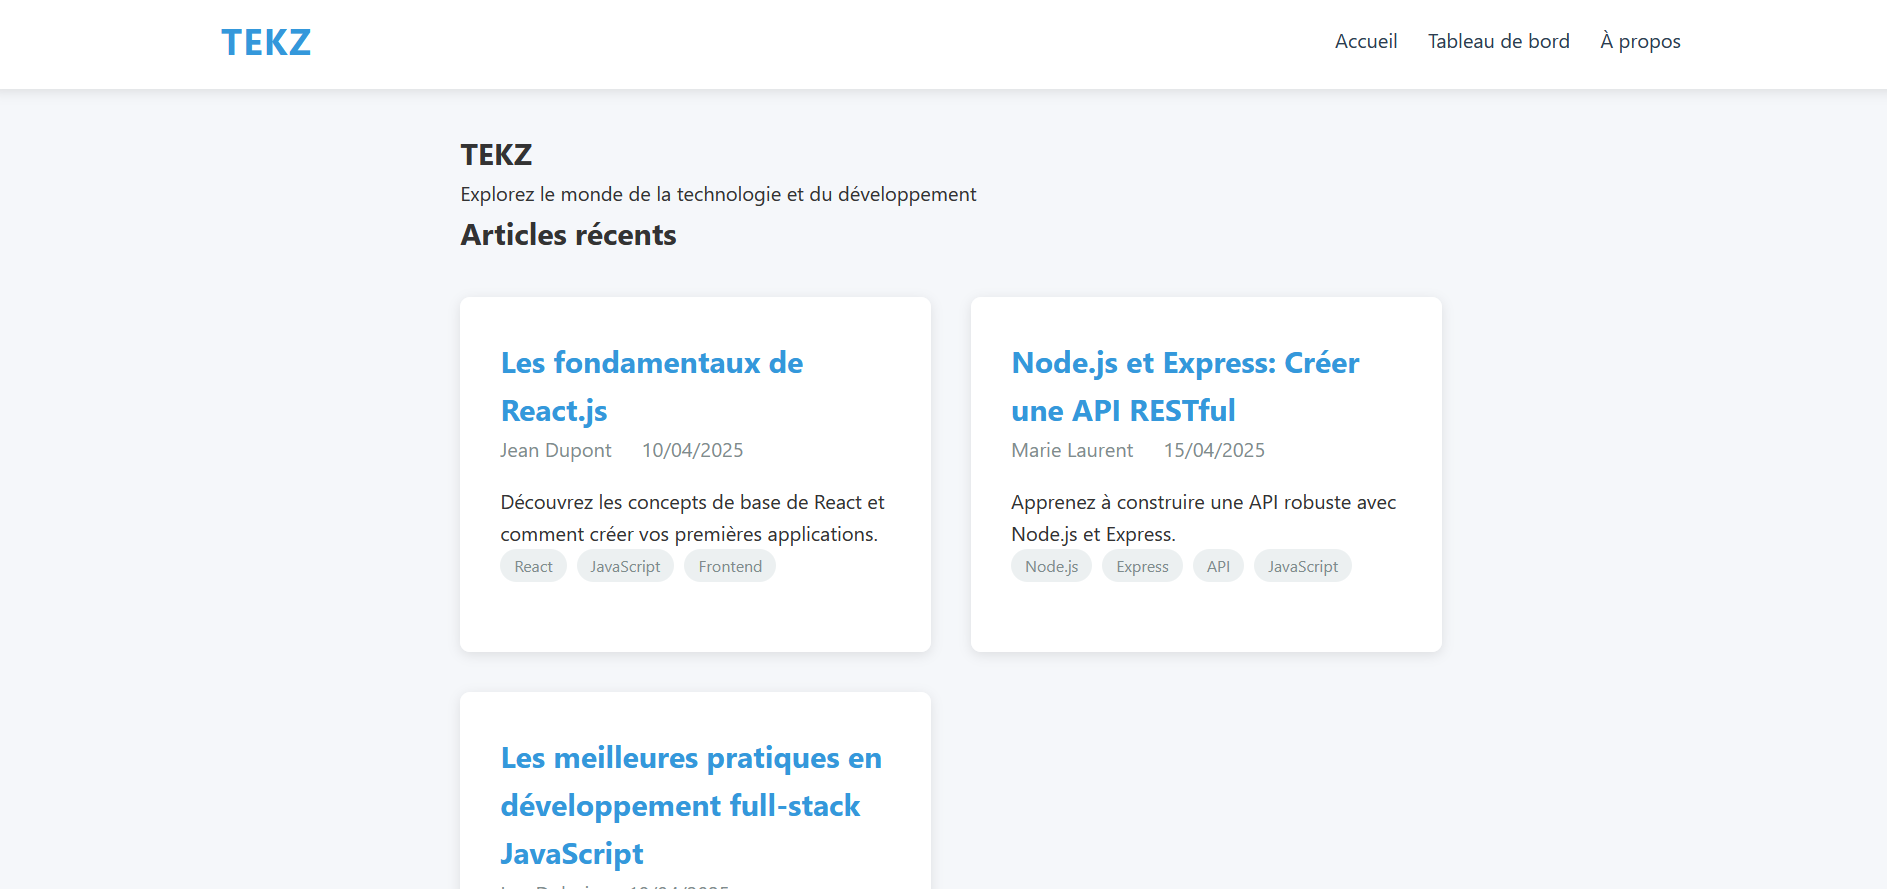 TEKZ
Accueil Tableau de bord À propos
TEKZ
Explorez le monde de la technologie et du développement
Articles récents
Les fondamentaux de
React.js
Jean Dupont 10/04/2025
Découvrez les concepts de base de React et
comment créer vos premières applications.
React JavaScript Frontend
Node.js et Express: Créer
une API RESTful
Marie Laurent 15/04/2025
Apprenez à construire une API robuste avec
Node.js et Express.
Node.js Express API JavaScript
Les meilleures pratiques en
développement full-stack
JavaScript